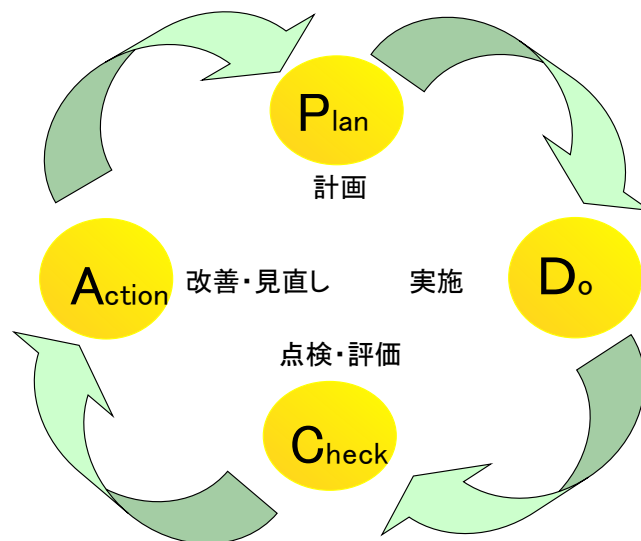 Plan
計画
Action
改善・見直し
実施
Do
点検・評価
Check